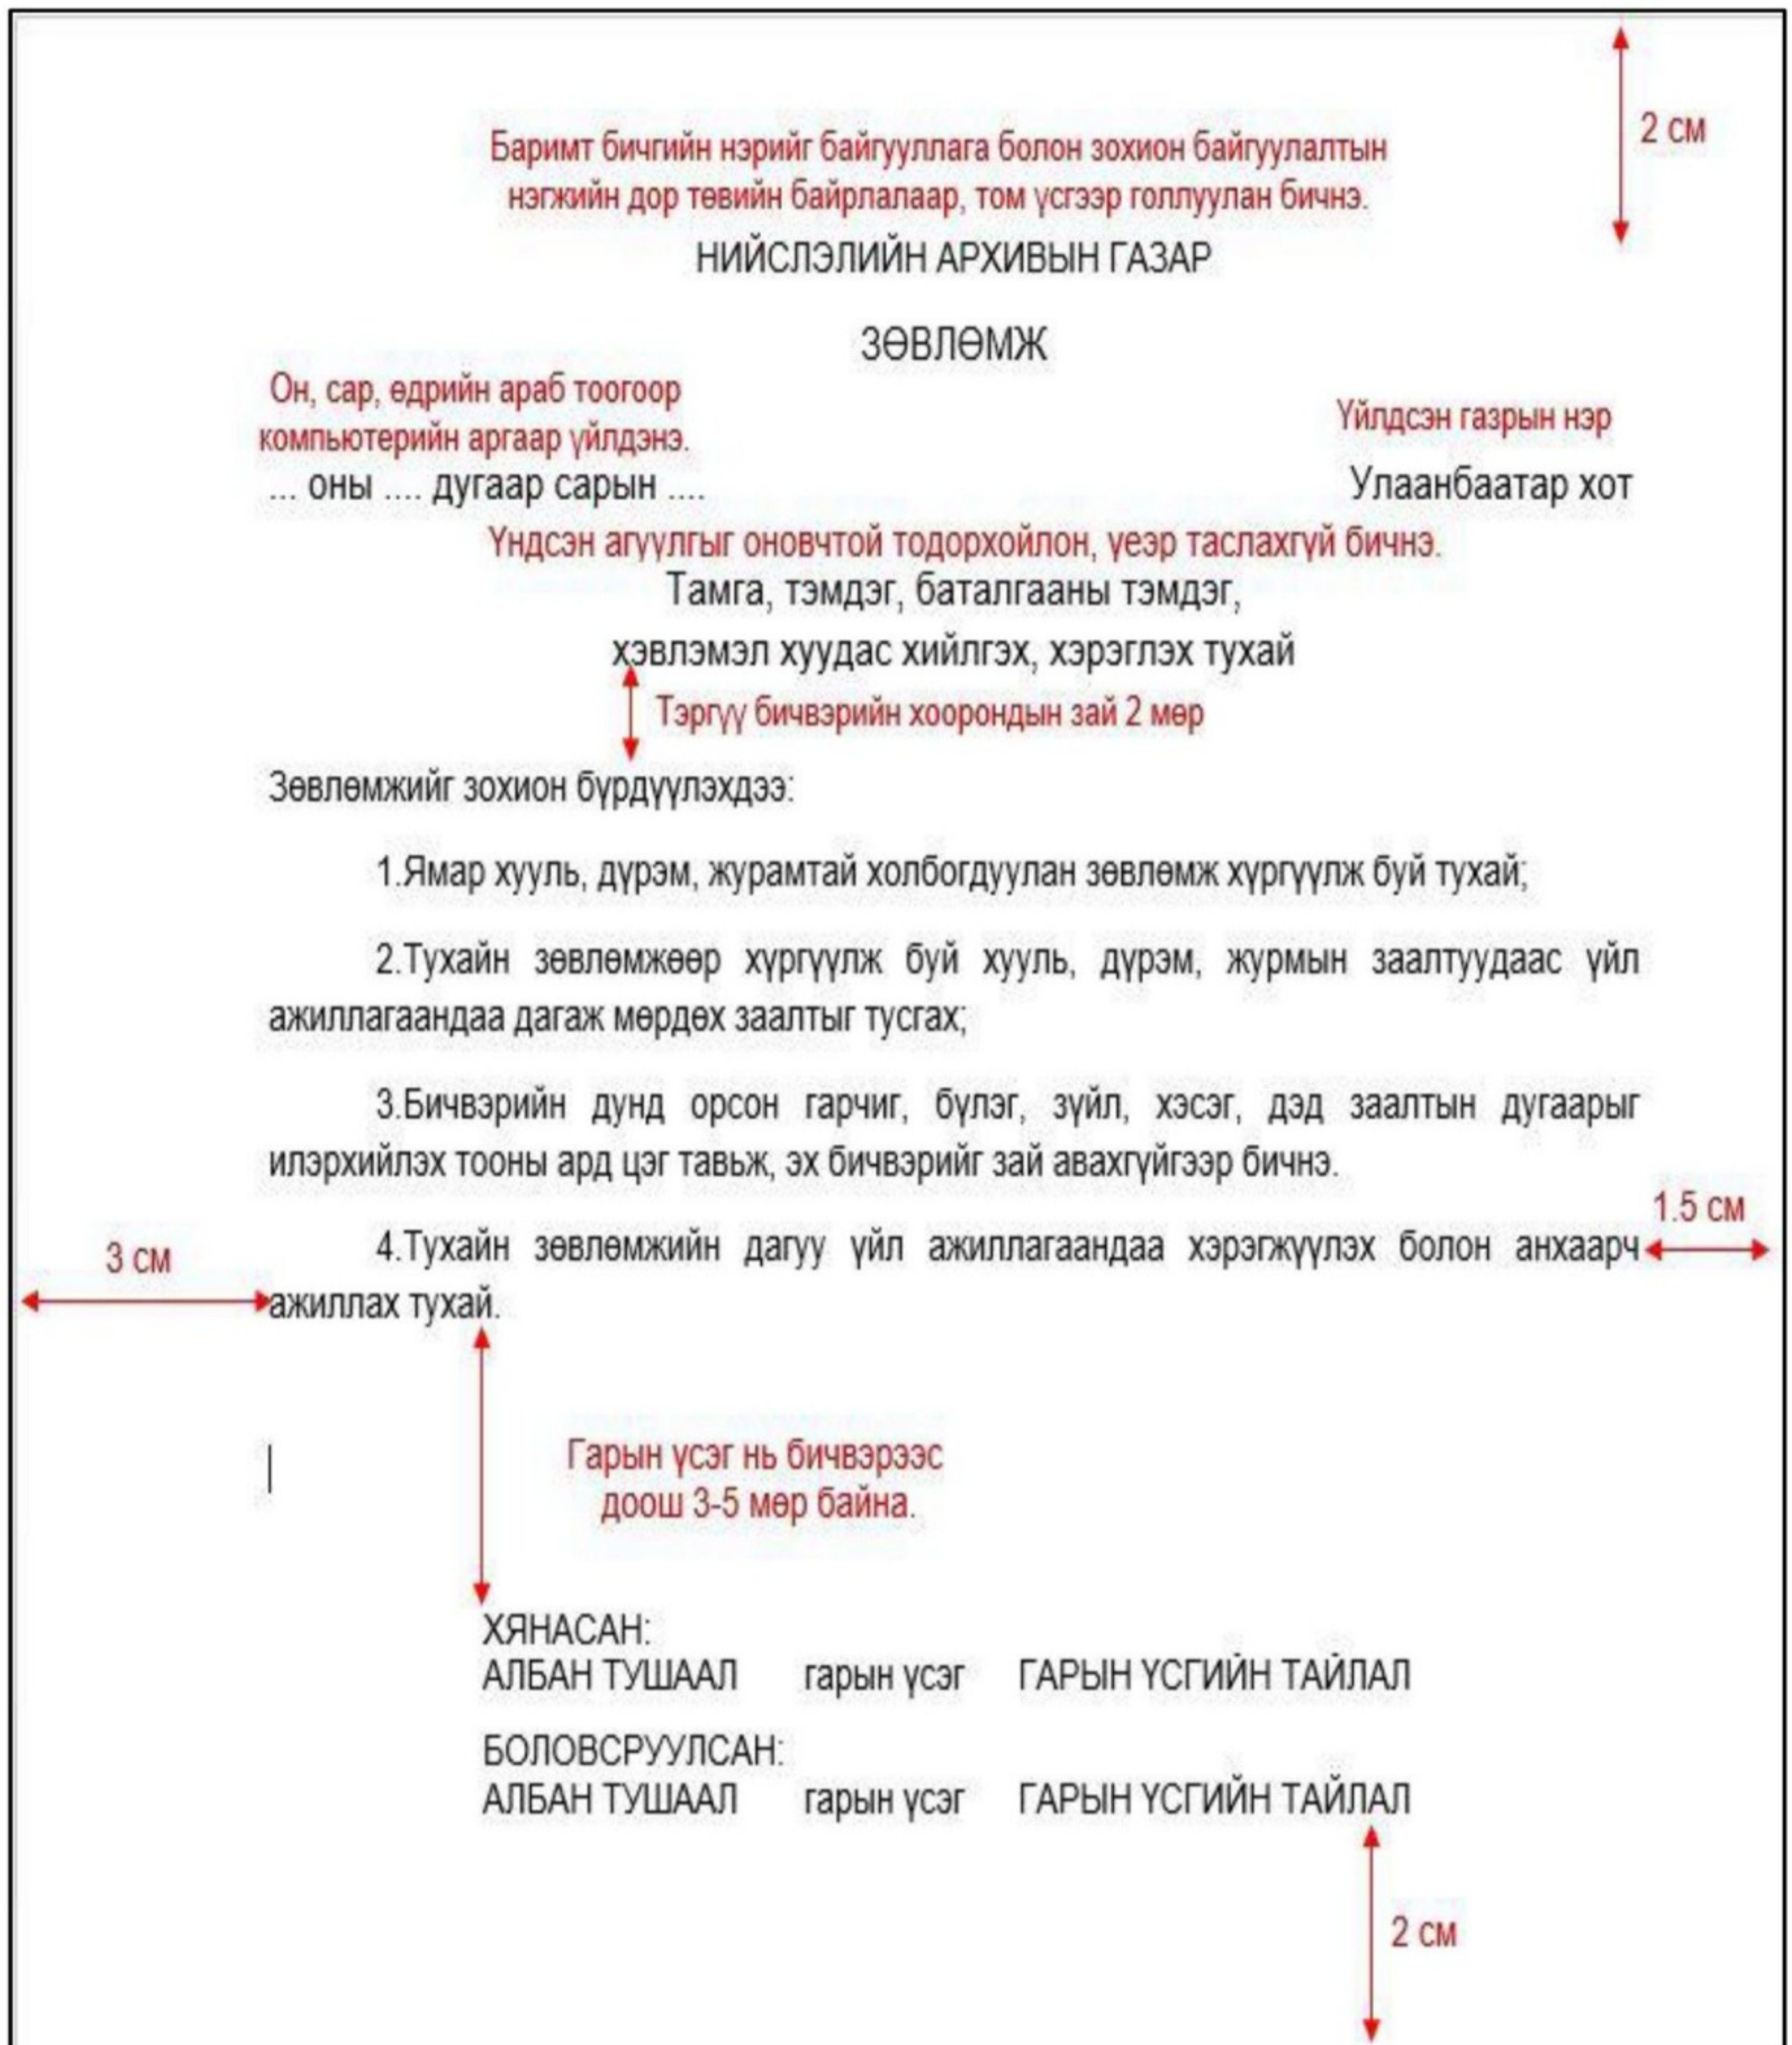 2 см
Баримт бичгийн нэрийг байгууллага болон зохион байгуулалтын
нэгжийн дор төвийн байрлалаар, том үсгээр голлуулан бичнэ.
НИЙСЛЭЛИЙН АРХИВЫН ГАЗАР
ЗӨВЛӨМЖ
Он, сар, өдрийн араб тоогоор
компьютерийн аргаар үйлдэнэ.
Үйлдсэн газрын нэр
... оны .... дугаар сарын .... Улаанбаатар хот
Үндсэн агуулгыг оновчтой тодорхойлон, үеэр таслахгүй бичнэ.
Тамга, тэмдэг, баталгааны тэмдэг,
хэвлэмэл хуудас хийлгэх, хэрэглэх тухай
Тэргүү бичвэрийн хоорондын зай 2 мөр
Зөвлөмжийг зохион бүрдүүлэхдээ:
1.Ямар хууль, дүрэм, журамтай холбогдуулан зөвлөмж хүргүүлж буй тухай;
2.Тухайн зөвлөмжөөр хүргүүлж буй хууль, дүрэм, журмын заалтуудаас үйл
ажиллагаандаа дагаж мөрдөх заалтыг тусгах;
3.Бичвэрийн дунд орсон гарчиг, бүлэг, зүйл, хэсэг, дэд заалтын дугаарыг
илэрхийлэх тооны ард цэг тавьж, эх бичвэрийг зай авахгүйгээр бичнэ.
1.5 см
4.Тухайн зөвлөмжийн дагуу үйл ажиллагаандаа хэрэгжүүлэх болон анхаарч
3 см
ажиллах тухай.
Гарын үсэг нь бичвэрээс
доош 3-5 мөр байна.
ХЯНАСАН:
АЛБАН ТУШААЛ гарын үсэг ГАРЫН ҮСГИЙН ТАЙЛАЛ
БОЛОВСРУУЛСАН:
АЛБАН ТУШААЛ гарын үсэг ГАРЫН ҮСГИЙН ТАЙЛАЛ
2 см